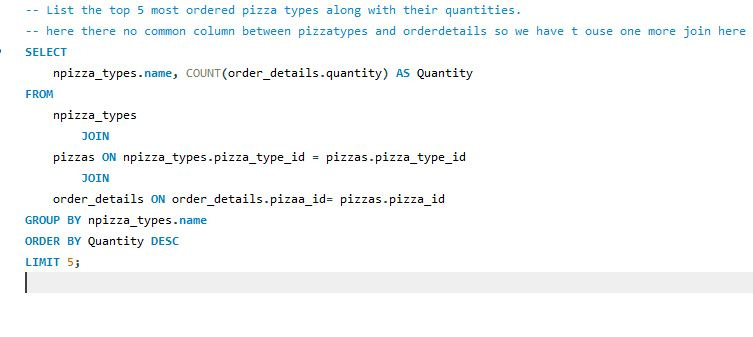 -- List the top 5 most ordered pizza types along with their quantities.
-- here there no common column between pizzatypes and orderdetails so we have t ouse one more join here
SELECT
npizza_types.name, COUNT(order_details.quantity) AS Quantity
FROM
npizza_types
JOIN
pizzas ON npizza_types.pizza_type_id = pizzas.pizza_type_id
JOIN
order_details ON order_details.pizaa_id= pizzas.pizza_id
GROUP BY npizza_types.name
ORDER BY Quantity DESC
LIMIT 5;